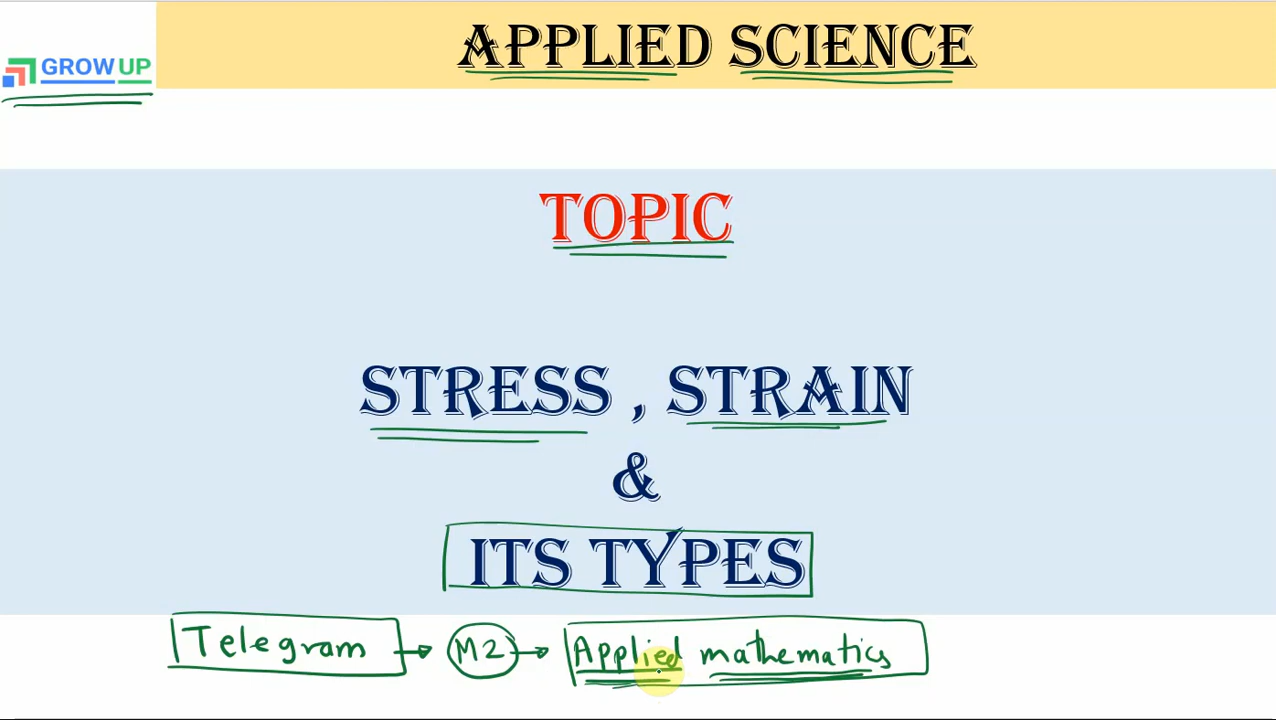 GROW UP
APPLIED SCIENCE
TOPIC
STRESS , STRAIN
&
ITS TYPES
Telegram → M2 → Applied mathematics